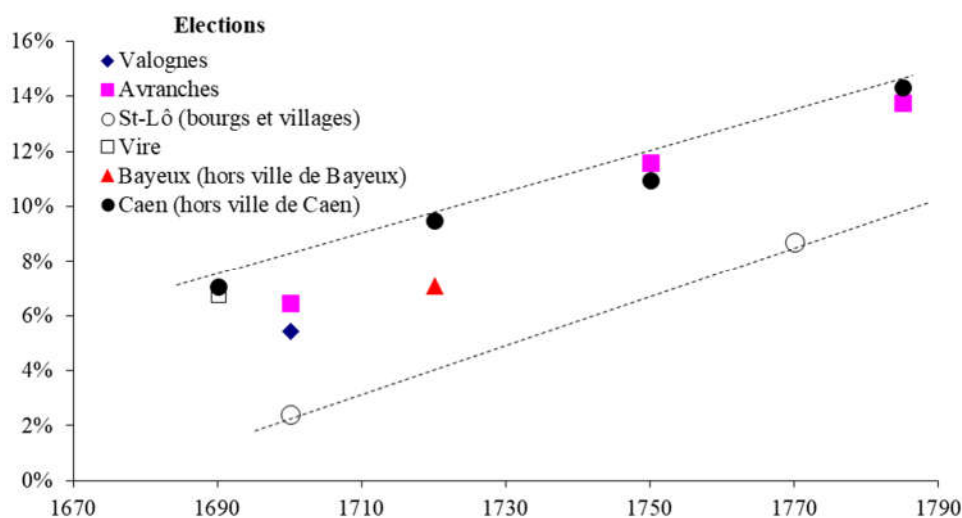 Elections
16%
Valognes
14%
Avranches
St-Lô (bourgs et villages)
12%
Vire
Bayeux (hors ville de Bayeux)
10%
Caen (hors ville de Caen)
8%
6%
4%
2%
0%
1670 1690 1710 1730 1750 1770 1790